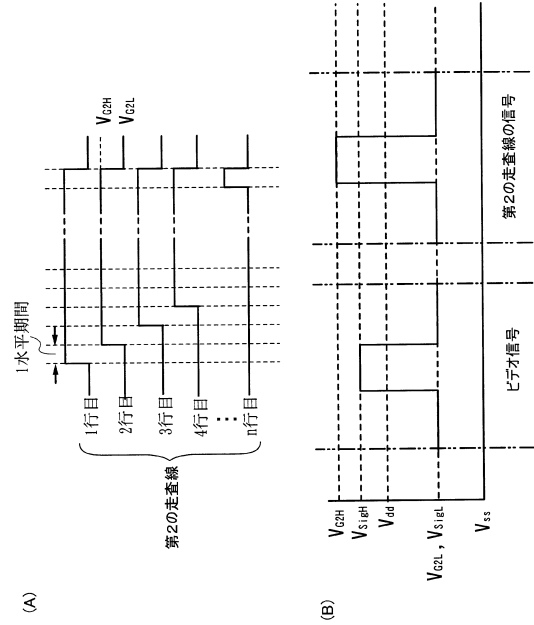 (A)
1水平期間
V_G2H
V_G2L
1行目
2行目
3行目
4行目
⋮
n行目
第2の走査線
(B)
V_G2H
V_SigH
V_dd
V_G2L , V_SigL
V_ss
ビデオ信号
第2の走査線の信号